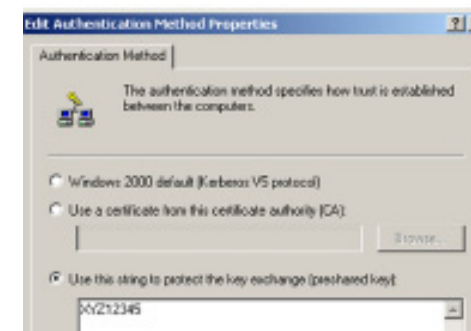 Edit Authentication Method Properties
Authentication Method
The authentication method specifies how trust is established
between the computers.
Windows 2000 default (Kerberos V5 protocol)
Use a certificate from this certificate authority (CA):
Browse...
Use this string to protect the key exchange (preshared key):
XYZ12345